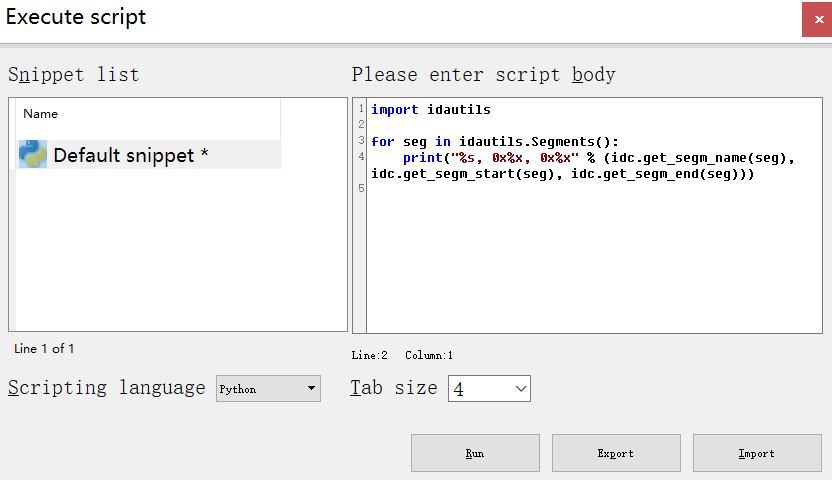 Execute script
Snippet list
Name
Default snippet *
Line 1 of 1
Please enter script body
1 import idautils
2
3 for seg in idautils.Segments():
4     print("%s, 0x%x, 0x%x" % (idc.get_segm_name(seg),
idc.get_segm_start(seg), idc.get_segm_end(seg)))
5
Line:2 Column:1
Scripting language Python Tab size 4
Run Export Import